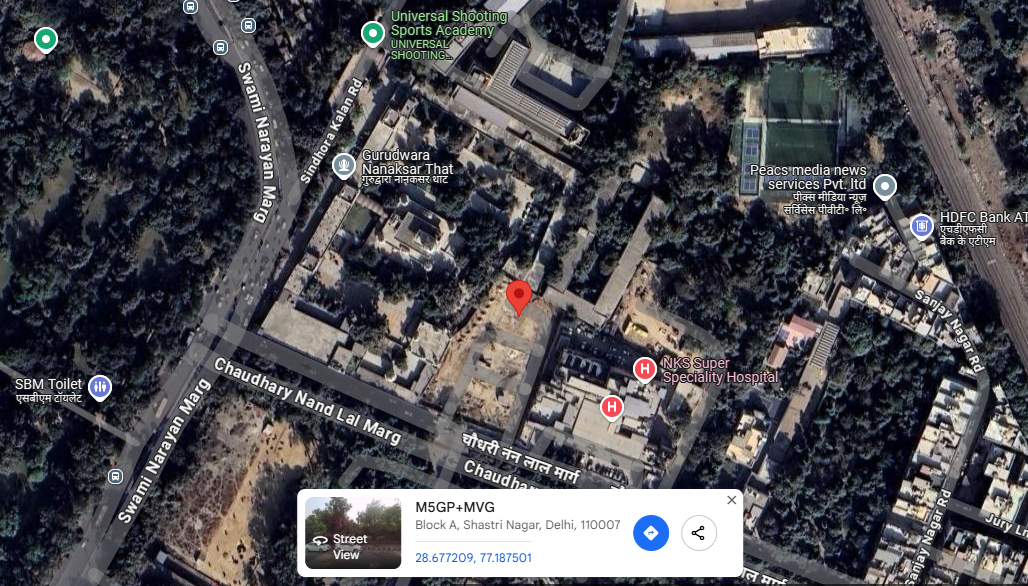 Universal Shooting
Sports Academy
UNIVERSAL
SHOOTING...
Swami Narayan Marg
Sindhora Kalan Rd
Gurudwara
Nanaksar That
गुरुद्वारा नानकसर थाट
Peacs media news
services Pvt. ltd
पीक्स मीडिया न्यूज़
सर्विसेस पीवीटी॰ लि॰
HDFC Bank AT
एचडीएफसी
बैंक के एटीएम
Sanjay Nagar Rd
NKS Super
Speciality Hospital
H
H
SBM Toilet
एसबीएम टॉयलेट
Chaudhary Nand Lal Marg
Swami Narayan Marg
चौधरी नन लाल मार्ग
Chaudhar
Sanjay Nagar Rd
Jury La
लाल मार्ग
Street
View
M5GP+MVG
Block A, Shastri Nagar, Delhi, 110007
28.677209, 77.187501